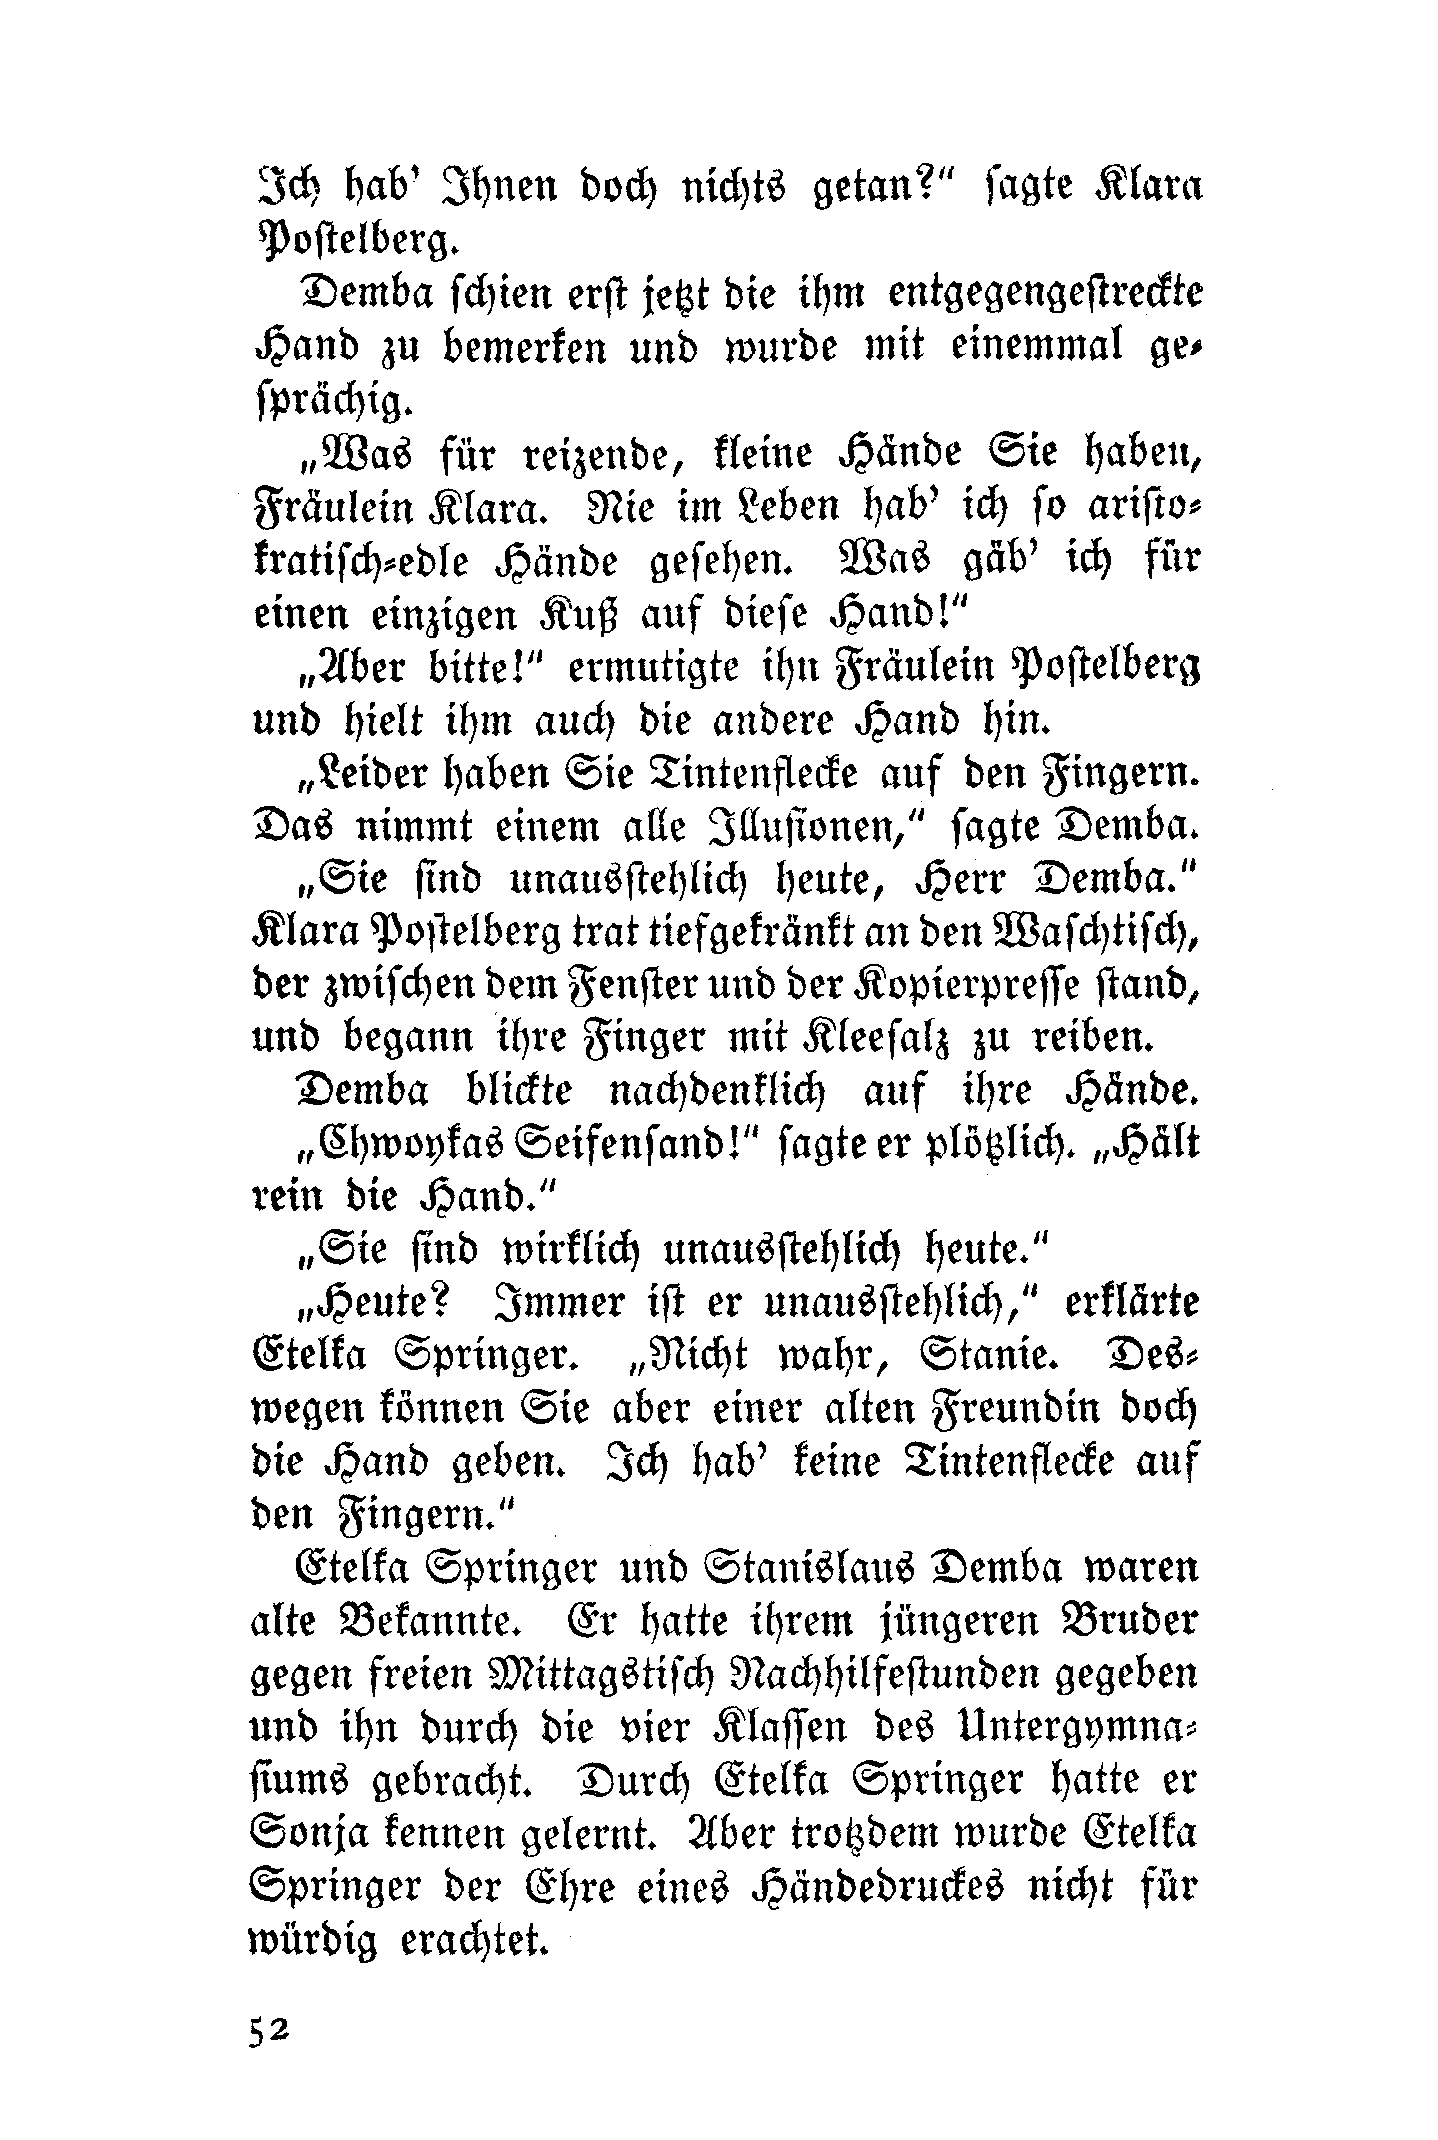 Ich hab’ Ihnen doch nichts getan?“ sagte Klara
Postelberg.
Demba schien erst jetzt die ihm entgegengestreckte
Hand zu bemerken und wurde mit einemmal ge-
sprächig.
„Was für reizende, kleine Hände Sie haben,
Fräulein Klara. Nie im Leben hab’ ich so aristo-
kratisch-edle Hände gesehen. Was gäb’ ich für
einen einzigen Kuß auf diese Hand!“
„Aber bitte!“ ermutigte ihn Fräulein Postelberg
und hielt ihm auch die andere Hand hin.
„Leider haben Sie Tintenflecke auf den Fingern.
Das nimmt einem alle Illusionen,“ sagte Demba.
„Sie sind unausstehlich heute, Herr Demba.“
Klara Postelberg trat tiefgekränkt an den Waschtisch,
der zwischen dem Fenster und der Kopierpresse stand,
und begann ihre Finger mit Kleesalz zu reiben.
Demba blickte nachdenklich auf ihre Hände.
„Chwoykas Seifensand!“ sagte er plötzlich. „Hält
rein die Hand.“
„Sie sind wirklich unausstehlich heute.“
„Heute? Immer ist er unausstehlich,“ erklärte
Etelka Springer. „Nicht wahr, Stanie. Des-
wegen können Sie aber einer alten Freundin doch
die Hand geben. Ich hab’ keine Tintenflecke auf
den Fingern.“
Etelka Springer und Stanislaus Demba waren
alte Bekannte. Er hatte ihrem jüngeren Bruder
gegen freien Mittagstisch Nachhilfestunden gegeben
und ihn durch die vier Klassen des Untergymna-
siums gebracht. Durch Etelka Springer hatte er
Sonja kennen gelernt. Aber trotzdem wurde Etelka
Springer der Ehre eines Händedruckes nicht für
würdig erachtet.
52